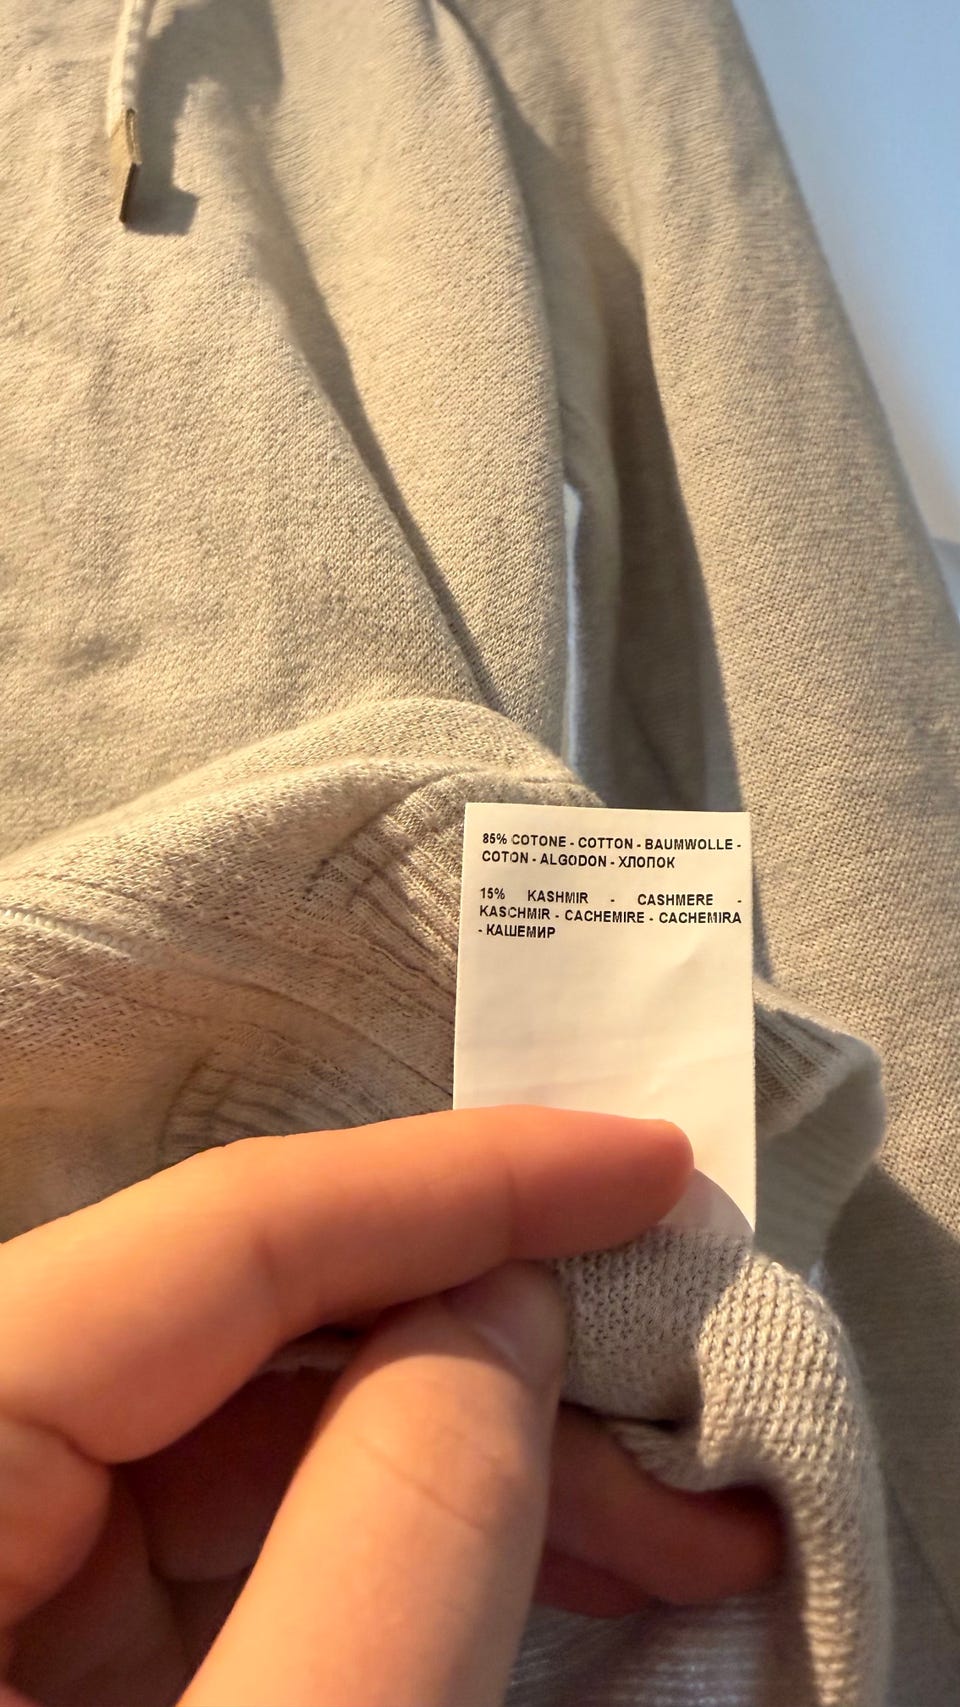 85% COTONE - COTTON - BAUMWOLLE -
COTON - ALGODON - ХЛОПОК
15% KASHMIR - CASHMERE -
KASCHMIR - CACHEMIRE - CACHEMIRA
- КАШЕМИР